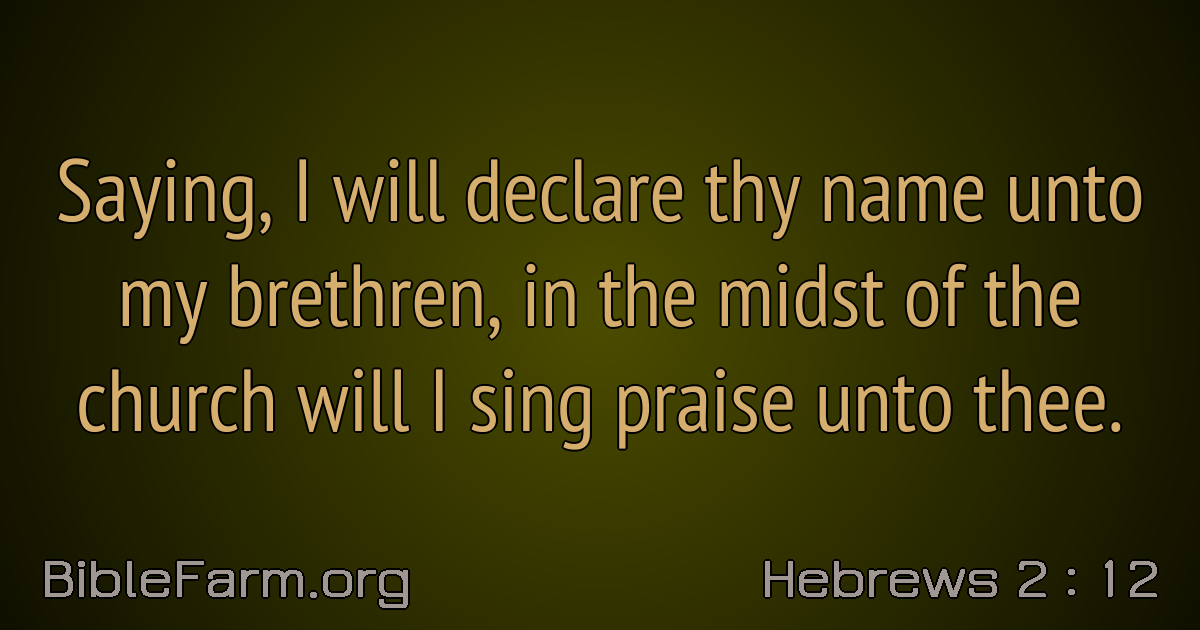 Saying, I will declare thy name unto
my brethren, in the midst of the
church will I sing praise unto thee.
BibleFarm.org
Hebrews 2 : 12